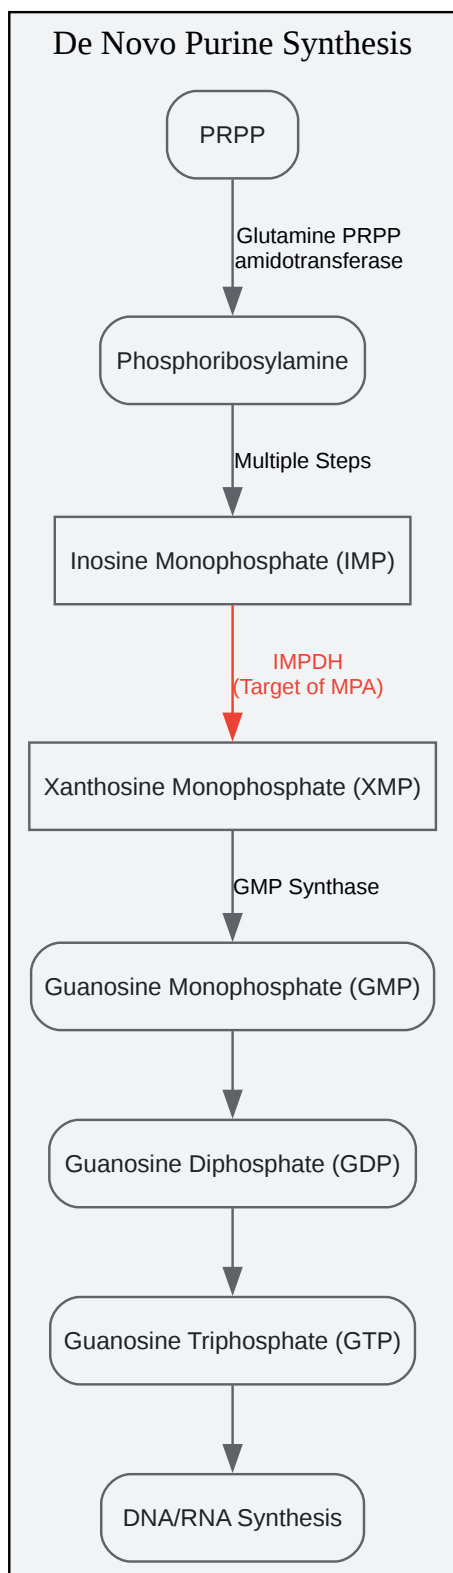 De Novo Purine Synthesis
PRPP
Glutamine PRPP
amidotransferase
Phosphoribosylamine
Multiple Steps
Inosine Monophosphate (IMP)
IMPDH
(Target of MPA)
Xanthosine Monophosphate (XMP)
GMP Synthase
Guanosine Monophosphate (GMP)
Guanosine Diphosphate (GDP)
Guanosine Triphosphate (GTP)
DNA/RNA Synthesis